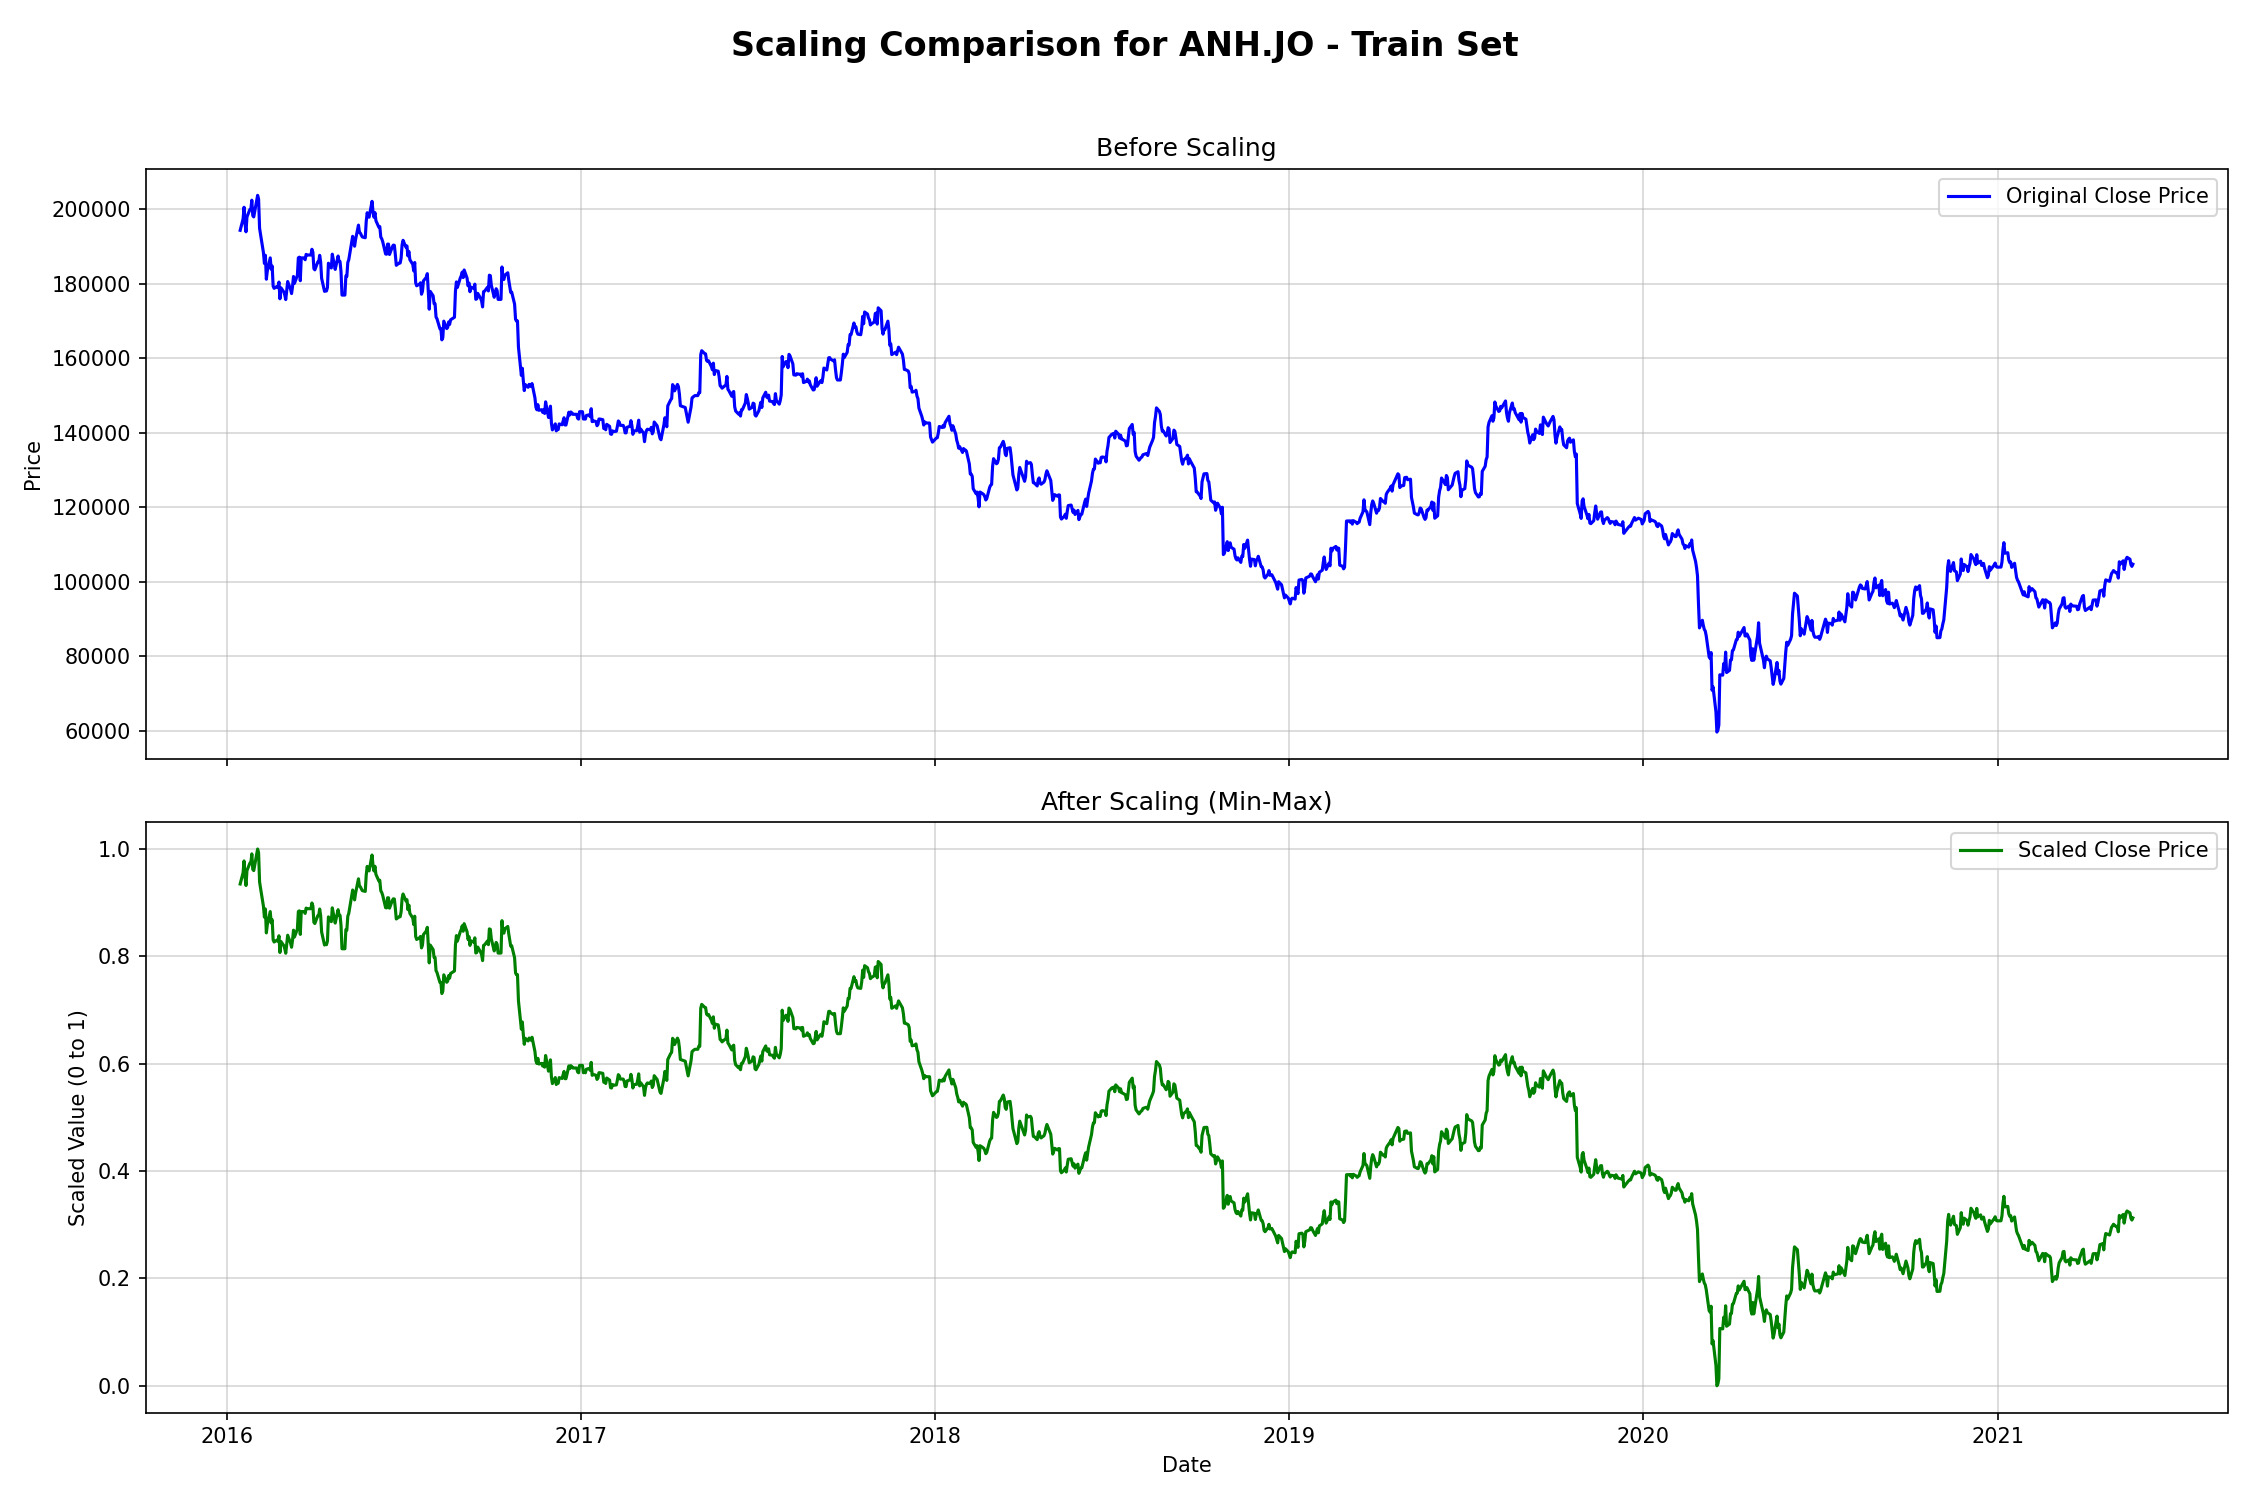 Scaling Comparison for ANH.JO - Train Set
Before Scaling
Original Close Price
200000
180000
160000
140000
120000
100000
80000
60000
Price
After Scaling (Min-Max)
Scaled Close Price
1.0
0.8
0.6
0.4
0.2
0.0
Scaled Value (0 to 1)
2016 2017 2018 2019 2020 2021
Date